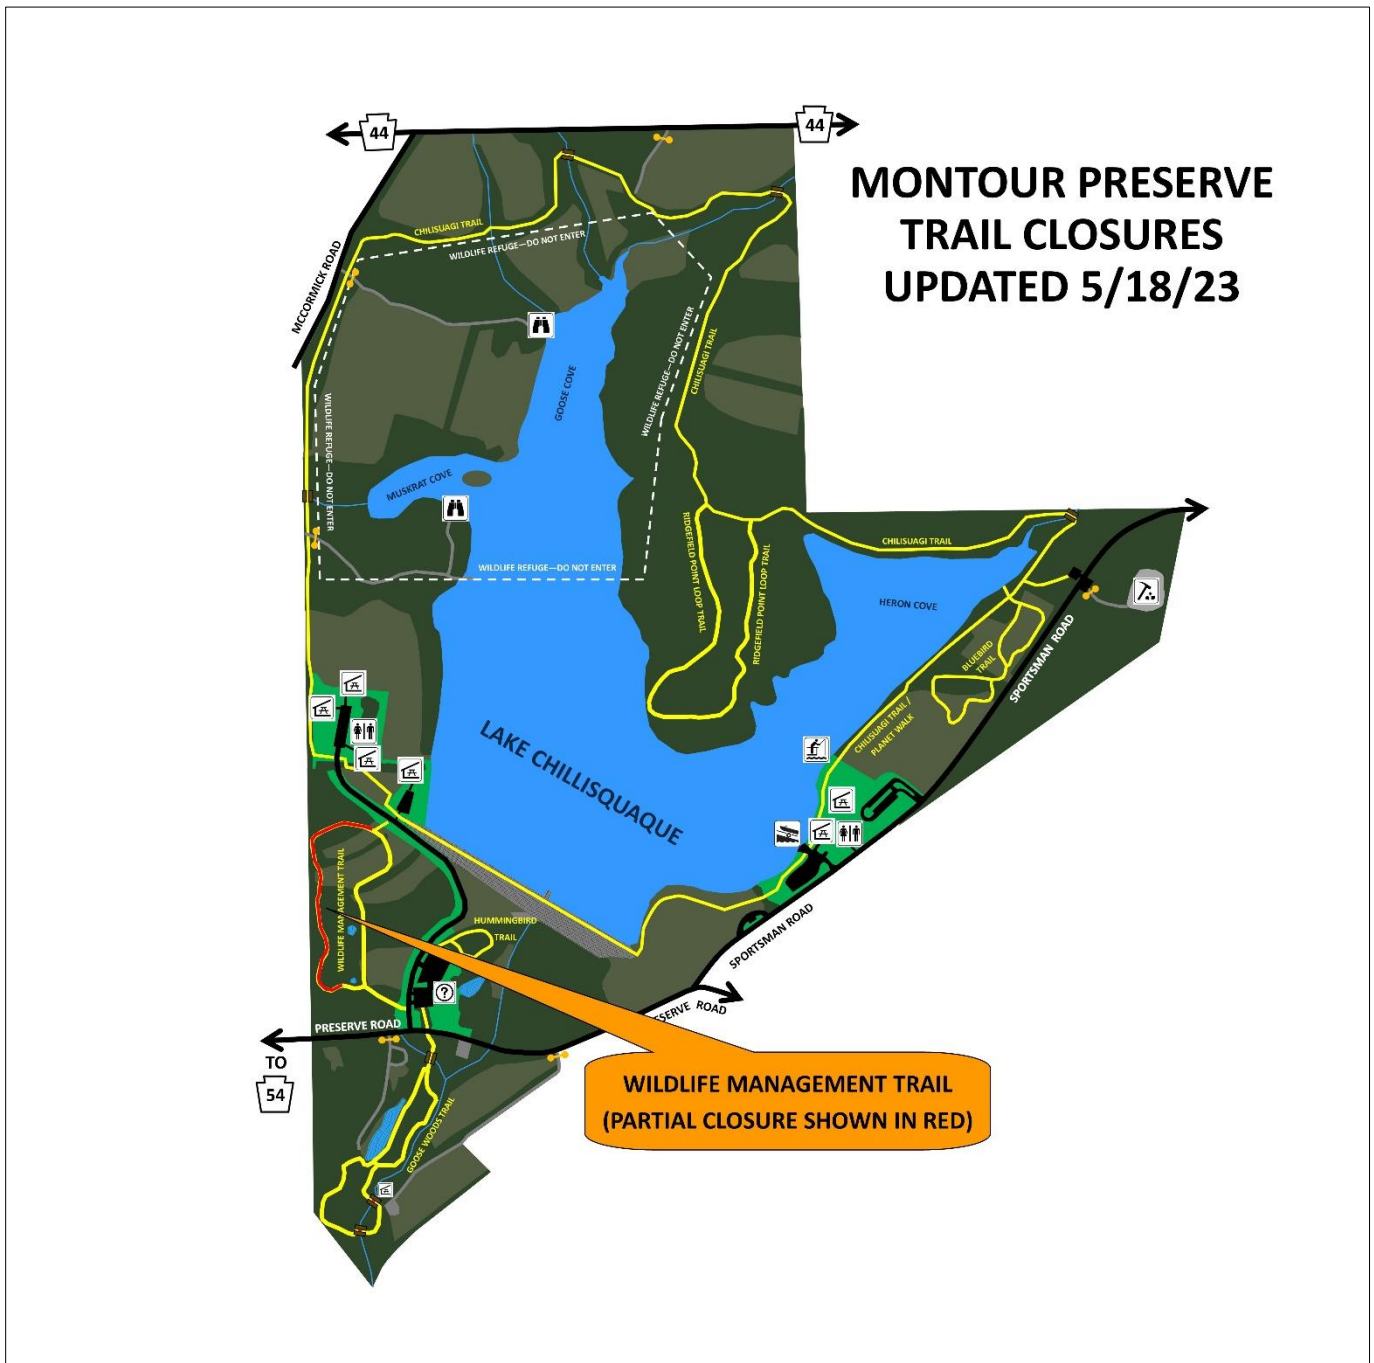 44
44
MONTOUR PRESERVE
TRAIL CLOSURES
UPDATED 5/18/23
CHILISUAGI TRAIL
WILDLIFE REFUGE—DO NOT ENTER
MCCORMICK ROAD
GOOSE COVE
WILDLIFE REFUGE—DO NOT ENTER
CHILISUAGI TRAIL
WILDLIFE REFUGE—DO NOT ENTER
MUSKRAT COVE
RIDGEFIELD POINT LOOP TRAIL
RIDGEFIELD POINT LOOP TRAIL
CHILISUAGI TRAIL
WILDLIFE REFUGE—DO NOT ENTER
HERON COVE
BLUEBIRD
TRAIL
SPORTSMAN ROAD
CHILISUAGI TRAIL /
PLANET WALK
LAKE CHILLISQUAQUE
WILDLIFE MANAGEMENT TRAIL
HUMMINGBIRD
TRAIL
SPORTSMAN ROAD
?
PRESERVE ROAD
ESERVE ROAD
TO
54
GOOSE WOODS TRAIL
WILDLIFE MANAGEMENT TRAIL
(PARTIAL CLOSURE SHOWN IN RED)